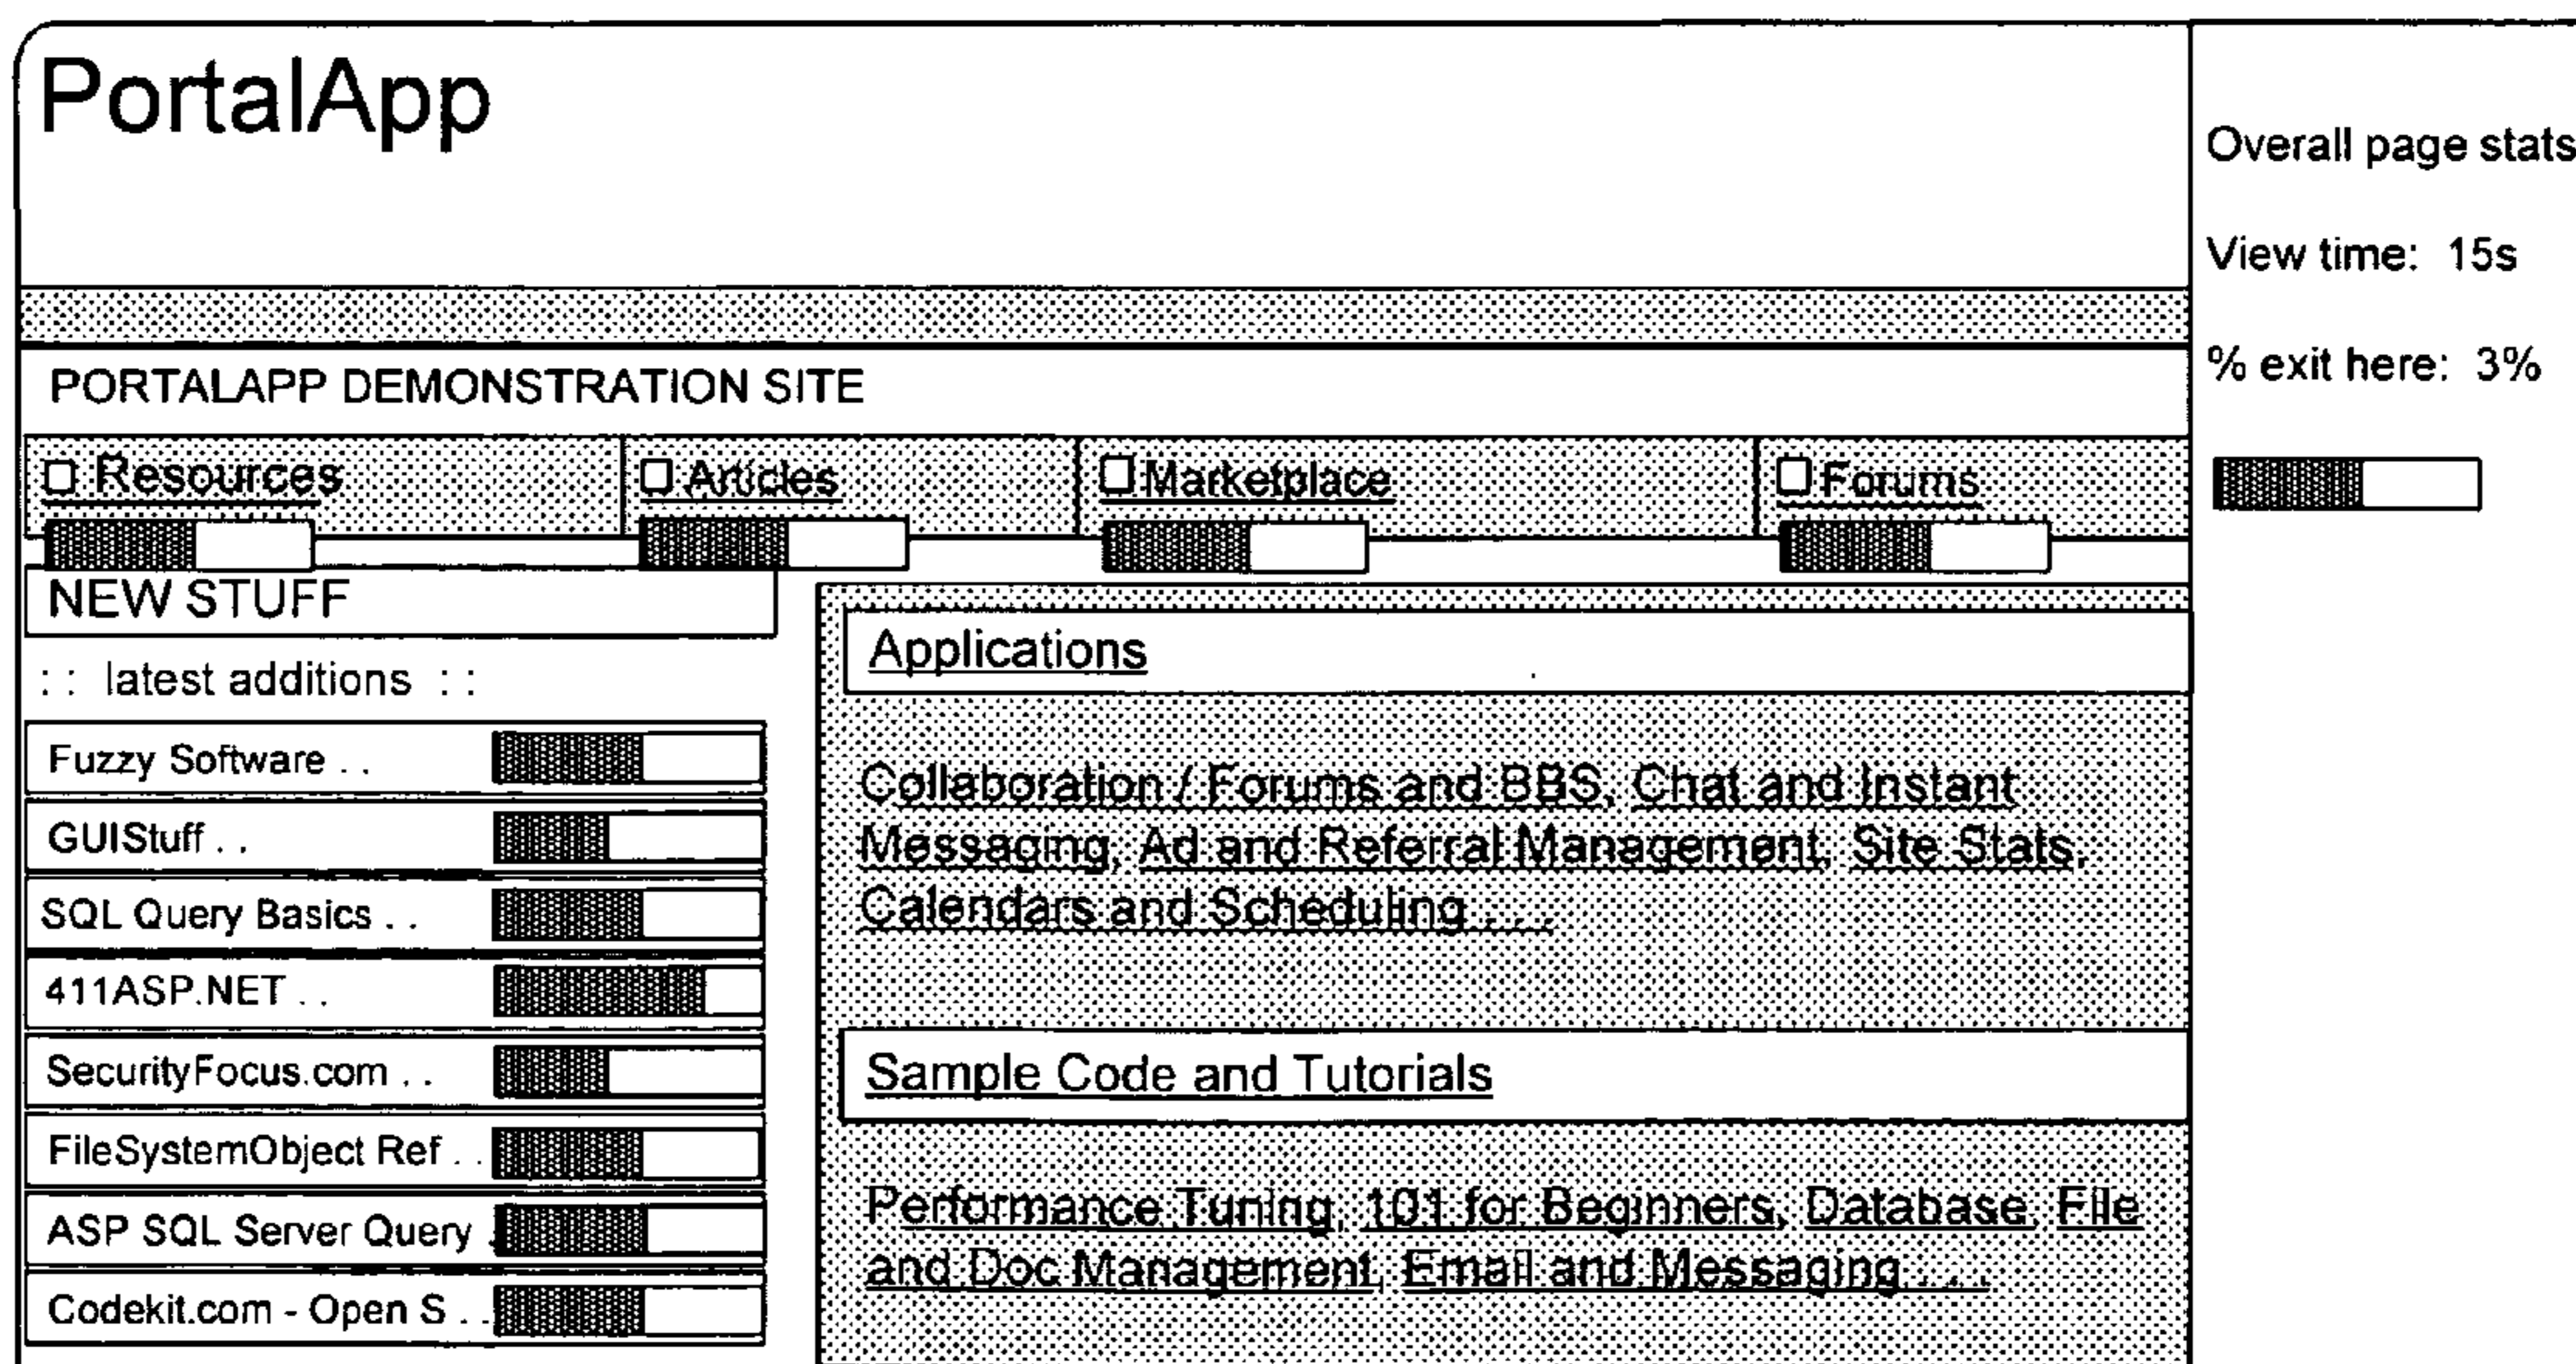 PortalApp
Overall page stats
View time: 15s
% exit here: 3%
PORTALAPP DEMONSTRATION SITE
Resources
Articles
Marketplace
Forums
NEW STUFF
: : latest additions : :
Fuzzy Software . .
GUIStuff . .
SQL Query Basics . .
411ASP.NET . .
SecurityFocus.com . .
FileSystemObject Ref . .
ASP SQL Server Query .
Codekit.com - Open S . .
Applications
Collaboration / Forums and BBS, Chat and Instant
Messaging, Ad and Referral Management, Site Stats,
Calendars and Scheduling . . .
Sample Code and Tutorials
Performance Tuning, 101 for Beginners, Database, File
and Doc Management, Email and Messaging . . .